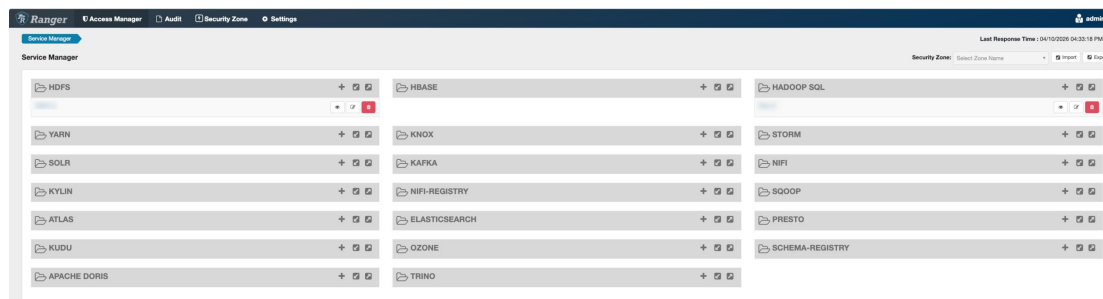 Ranger Access Manager Audit Security Zone Settings admin
Service Manager Last Response Time : 04/10/2026 04:33:18 PM
Service Manager Security Zone: Select Zone Name Import Exp
HDFS HBASE HADOOP SQL
YARN KNOX STORM
SOLR KAFKA NIFI
KYLIN NIFI-REGISTRY SQOOP
ATLAS ELASTICSEARCH PRESTO
KUDU OZONE SCHEMA-REGISTRY
APACHE DORIS TRINO